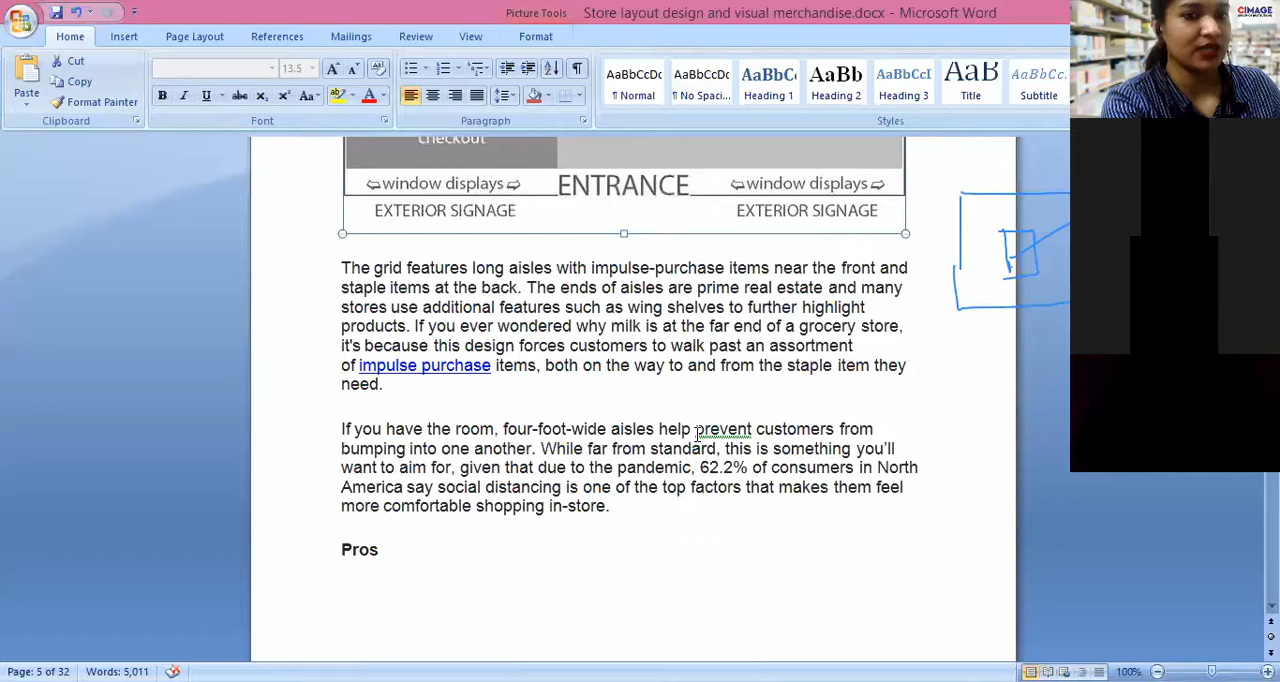 Picture Tools
Store layout design and visual merchandise.docx - Microsoft Word
CIMAGE
Home Insert Page Layout References Mailings Review View Format
Paste
Cut
Copy
Format Painter
Clipboard
13.5
Font
Paragraph
AaBbCcDc AaBbCcDc AaBbCc AaBb AaBbCcI AaB AaBbCcL
¶ Normal ¶ No Spaci... Heading 1 Heading 2 Heading 3 Title Subtitle
Styles
checkout
window displays ENTRANCE window displays
EXTERIOR SIGNAGE EXTERIOR SIGNAGE
The grid features long aisles with impulse-purchase items near the front and
staple items at the back. The ends of aisles are prime real estate and many
stores use additional features such as wing shelves to further highlight
products. If you ever wondered why milk is at the far end of a grocery store,
it's because this design forces customers to walk past an assortment
of impulse purchase items, both on the way to and from the staple item they
need.
If you have the room, four-foot-wide aisles help prevent customers from
bumping into one another. While far from standard, this is something you'll
want to aim for, given that due to the pandemic, 62.2% of consumers in North
America say social distancing is one of the top factors that makes them feel
more comfortable shopping in-store.
Pros
Page: 5 of 32 Words: 5,011 100%